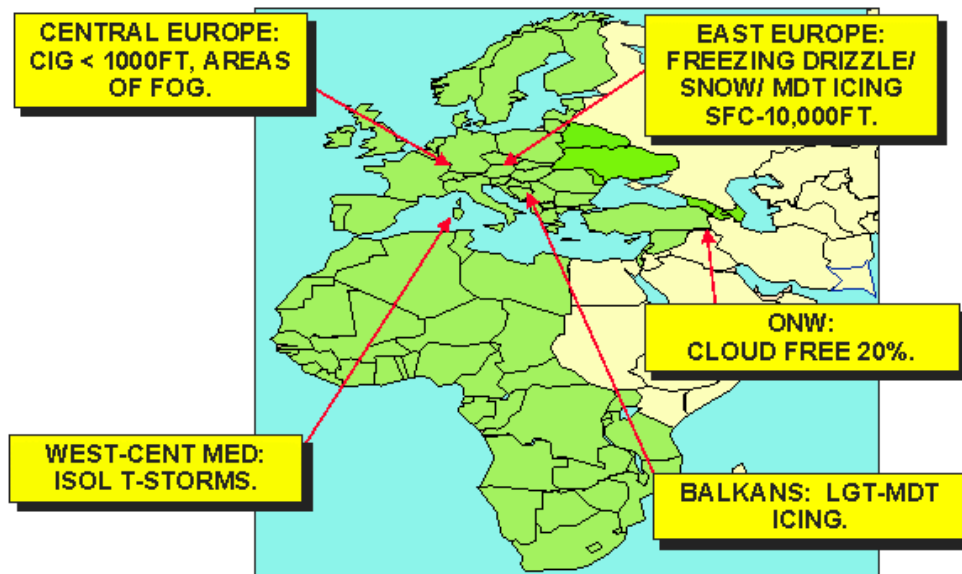 CENTRAL EUROPE:
CIG < 1000FT, AREAS
OF FOG.
EAST EUROPE:
FREEZING DRIZZLE/
SNOW/ MDT ICING
SFC-10,000FT.
ONW:
CLOUD FREE 20%.
WEST-CENT MED:
ISOL T-STORMS.
BALKANS: LGT-MDT
ICING.